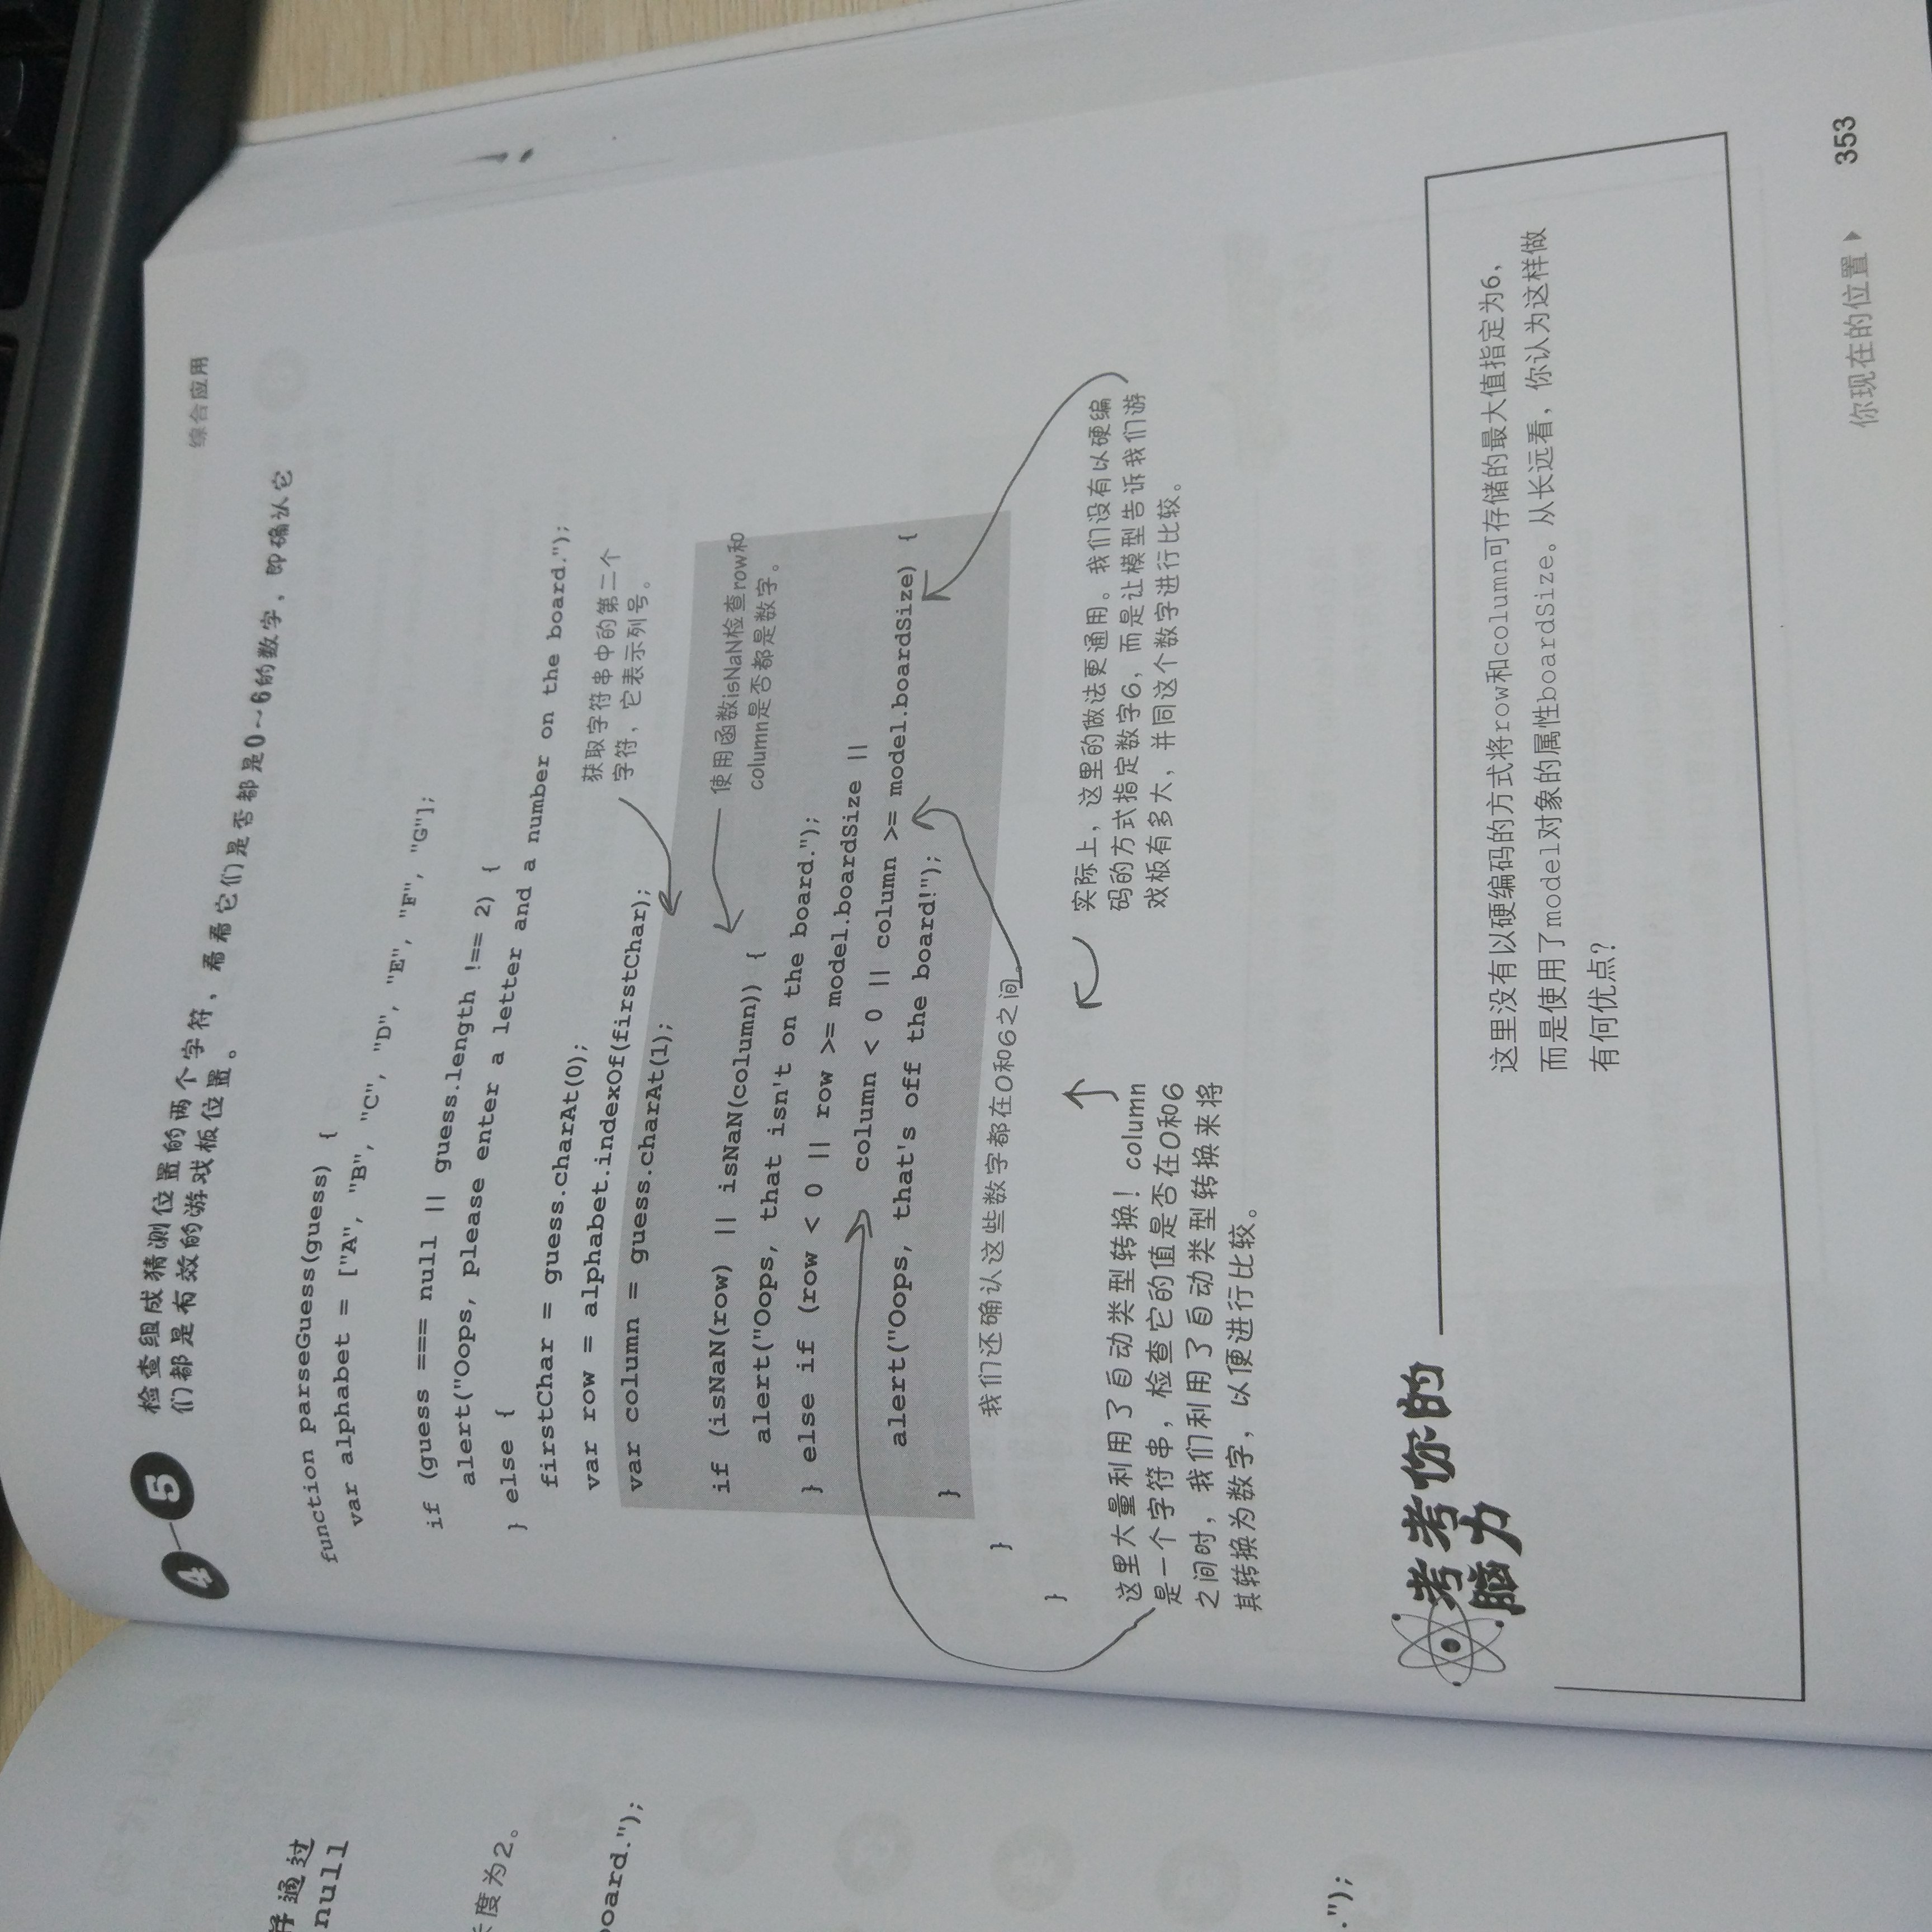 综合应用
4 5 检查组成猜测位置的两个字符，看看它们是否都是0~6的数字，即确认它
们都是有效的游戏板位置。
function parseGuess(guess) {
var alphabet = ["A", "B", "C", "D", "E", "F", "G"];
if (guess === null || guess.length !== 2) {
alert("Oops, please enter a letter and a number on the board.");
} else {
firstChar = guess.charAt(0);
var row = alphabet.indexOf(firstChar);
var column = guess.charAt(1);
获取字符串中的第二个
字符，它表示列号。
if (isNaN(row) || isNaN(column)) {
使用函数isNaN检查row和
column是否都是数字。
alert("Oops, that isn't on the board.");
} else if (row < 0 || row >= model.boardSize ||
column < 0 || column >= model.boardSize) {
alert("Oops, that's off the board!");
}
我们还确认这些数字都在0和6之间。
}
}
这里大量利用了自动类型转换！column
是一个字符串，检查它的值是否在0和6
之间时，我们利用了自动类型转换来将
其转换为数字，以便进行比较。
实际上，这里的做法更通用。我们没有以硬编
码的方式指定数字6，而是让模型告诉我们游
戏板有多大，并同这个数字进行比较。
考考你的
脑力
这里没有以硬编码的方式将row和column可存储的最大值指定为6，
而是使用了model对象的属性boardSize。从长远看，你认为这样做
有何优点？
你现在的位置 ▶ 353
通过
null
度为2。
board.");
.");